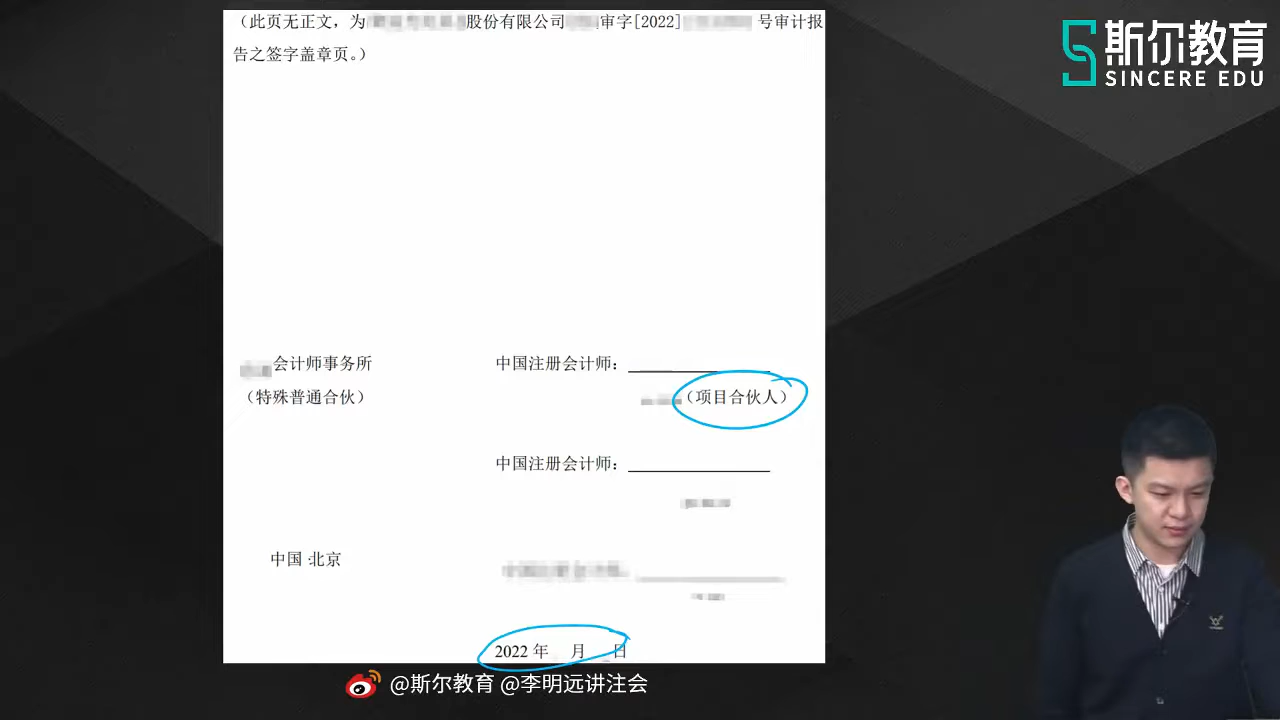 （此页无正文，为股份有限公司审字[2022]号审计报
告之签字盖章页。）
斯尔教育
SINCERE EDU
会计师事务所
中国注册会计师：
（特殊普通合伙）
（项目合伙人）
中国注册会计师：
中国 北京
2022 年 月 日
@斯尔教育 @李明远讲注会